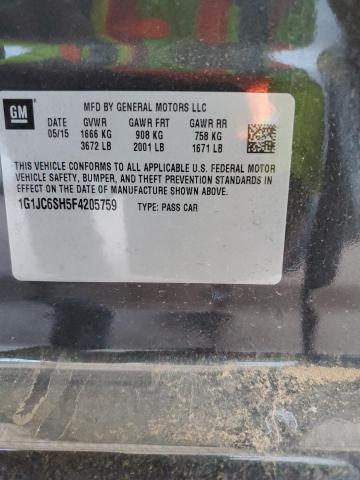 GM
MFD BY GENERAL MOTORS LLC
DATE GVWR GAWR FRT GAWR RR
05/15 1666 KG 908 KG 758 KG
3672 LB 2001 LB 1671 LB
THIS VEHICLE CONFORMS TO ALL APPLICABLE U.S. FEDERAL MOTOR
VEHICLE SAFETY, BUMPER, AND THEFT PREVENTION STANDARDS
IN EFFECT ON THE DATE OF MANUFACTURE SHOWN ABOVE.
1G1JC6SH5F4205759 TYPE: PASS CAR